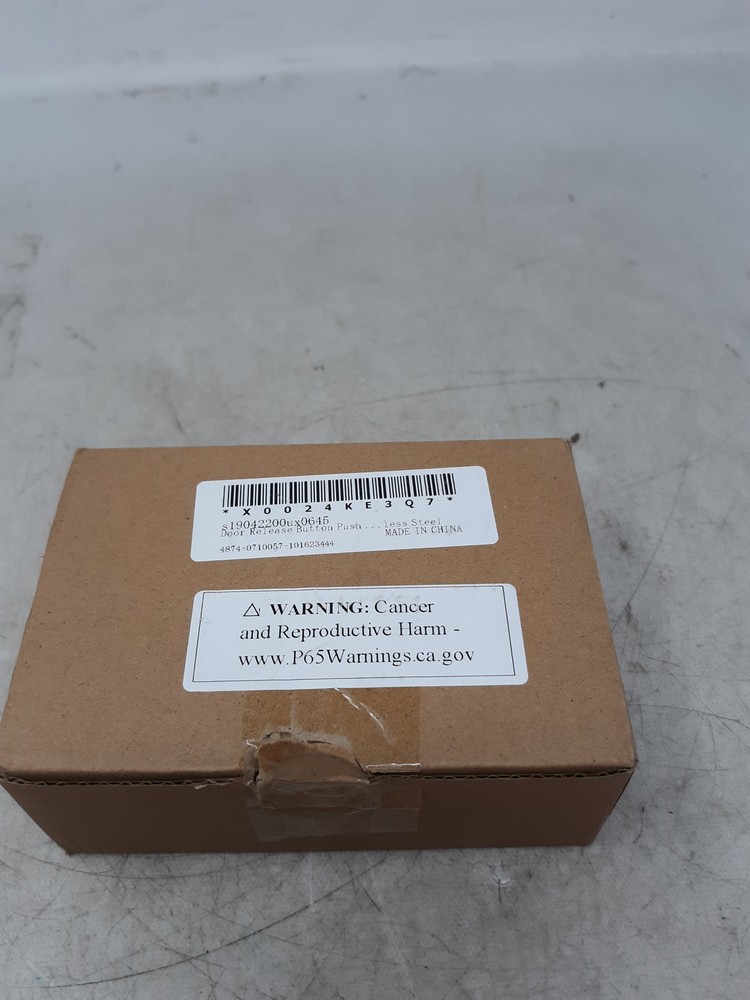 *X0024KE3Q7*
s19042200ux0645
Door Release Button Push...less Steel
MADE IN CHINA
4874-0710057-101623444
⚠ WARNING: Cancer
and Reproductive Harm -
www.P65Warnings.ca.gov